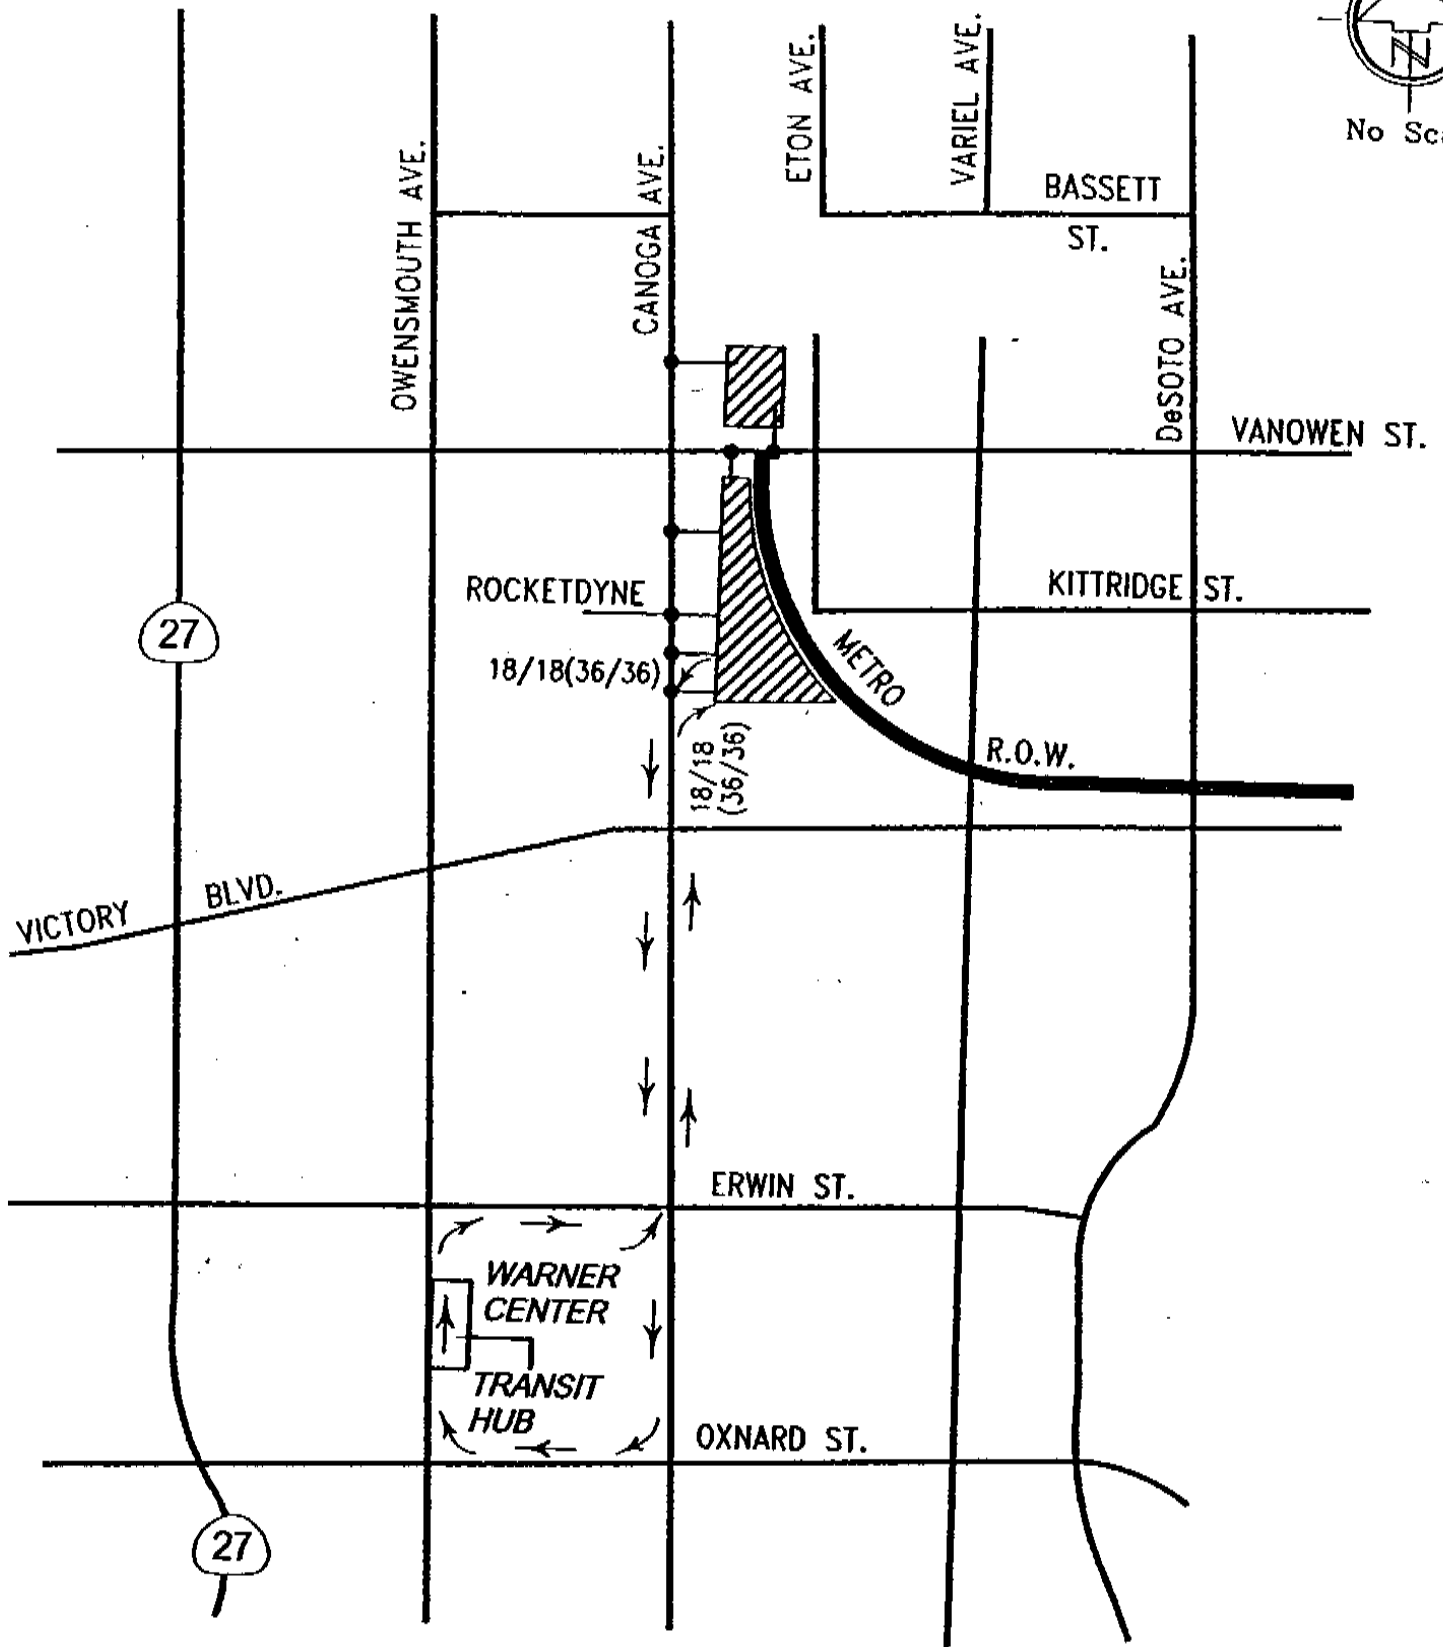 N
No Sc
OWENSMOUTH AVE.
CANOGA AVE.
ETON AVE.
VARIEL AVE.
BASSETT
ST.
DeSOTO AVE.
VANOWEN ST.
ROCKETDYNE
KITTRIDGE ST.
27
18/18(36/36)
METRO
18/18
(36/36)
R.O.W.
VICTORY BLVD.
ERWIN ST.
WARNER
CENTER
TRANSIT
HUB
OXNARD ST.
27